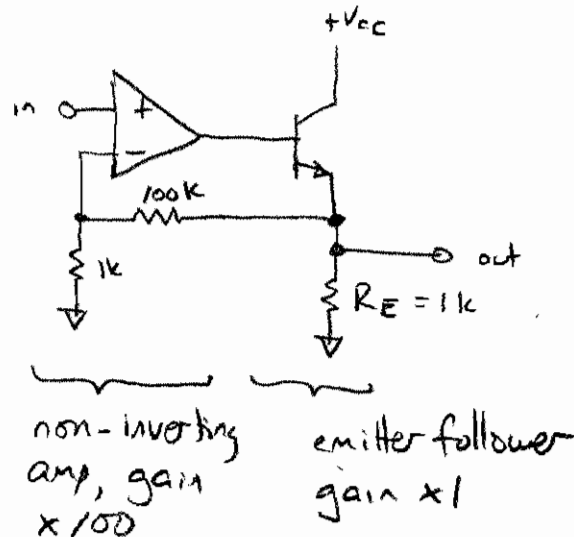 +Vcc
in
+
-
100k
1k
out
RE = 1k
non-inverting
amp, gain
x100
emitter follower
gain x1